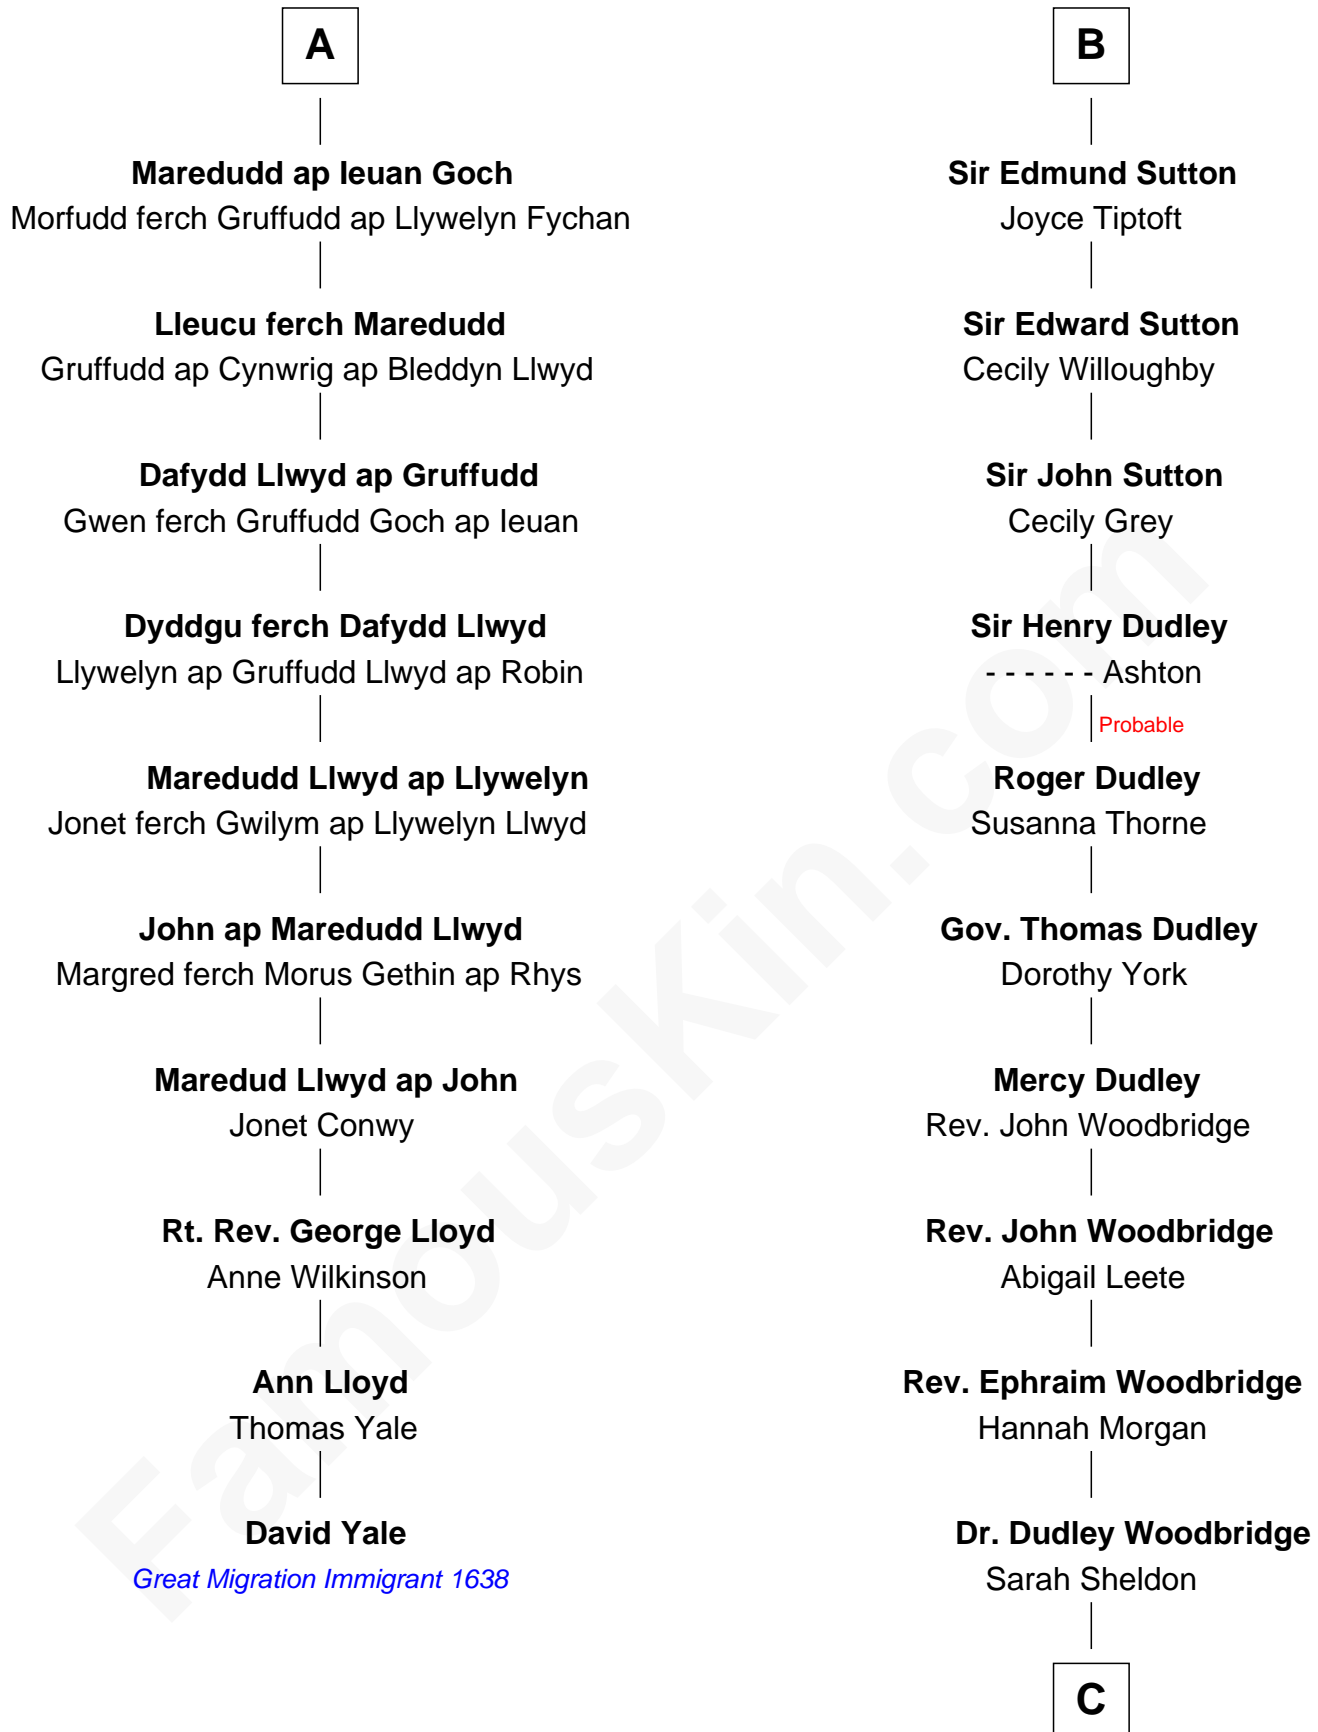 A
Maredudd ap Ieuan Goch
Morfudd ferch Gruffudd ap Llywelyn Fychan
Lleucu ferch Maredudd
Gruffudd ap Cynwrig ap Bleddyn Llwyd
Dafydd Llwyd ap Gruffudd
Gwen ferch Gruffudd Goch ap Ieuan
Dyddgu ferch Dafydd Llwyd
Llywelyn ap Gruffudd Llwyd ap Robin
Maredudd Llwyd ap Llywelyn
Jonet ferch Gwilym ap Llywelyn Llwyd
John ap Maredudd Llwyd
Margred ferch Morus Gethin ap Rhys
Maredud Llwyd ap John
Jonet Conwy
Rt. Rev. George Lloyd
Anne Wilkinson
Ann Lloyd
Thomas Yale
David Yale
Great Migration Immigrant 1638
B
Sir Edmund Sutton
Joyce Tiptoft
Sir Edward Sutton
Cecily Willoughby
Sir John Sutton
Cecily Grey
Sir Henry Dudley
- - - - - - Ashton
Probable
Roger Dudley
Susanna Thorne
Gov. Thomas Dudley
Dorothy York
Mercy Dudley
Rev. John Woodbridge
Rev. John Woodbridge
Abigail Leete
Rev. Ephraim Woodbridge
Hannah Morgan
Dr. Dudley Woodbridge
Sarah Sheldon
C
FamousKin.com